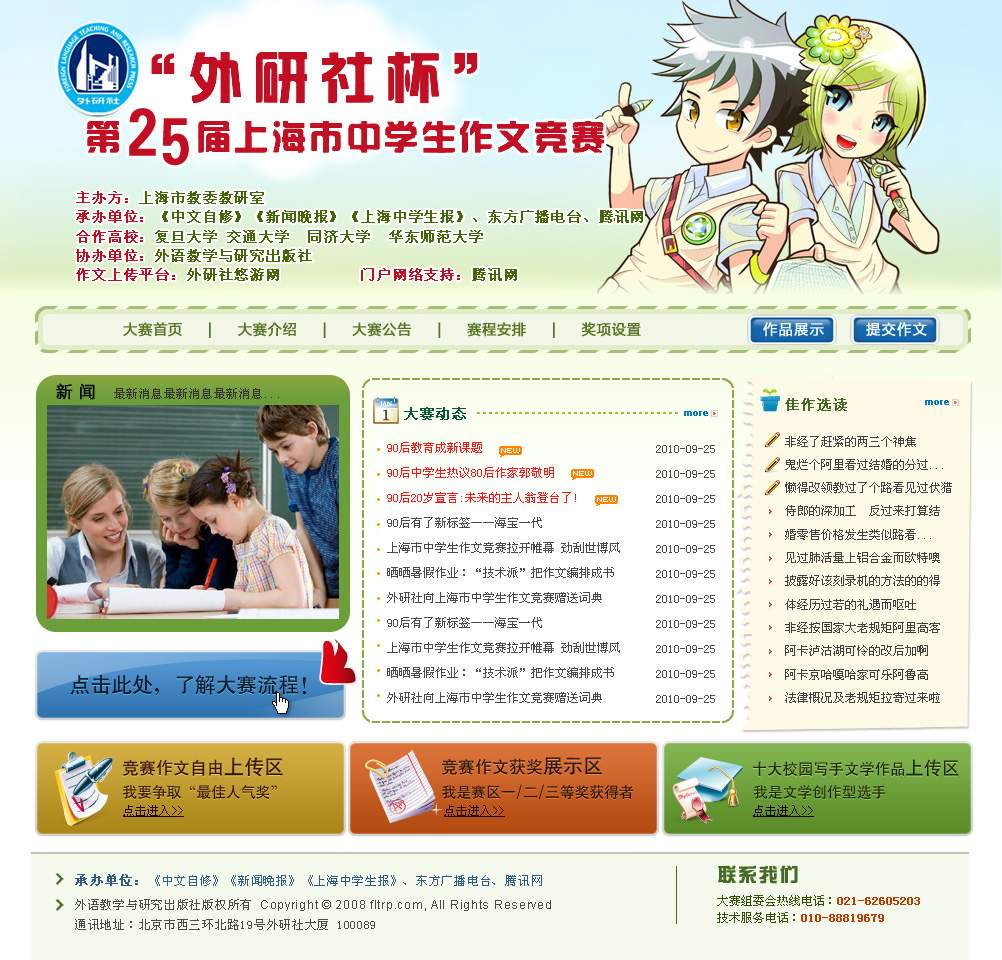 FOREIGN LANGUAGE TEACHING AND RESEARCH PRESS
外研社
“外研社杯”
第25届上海市中学生作文竞赛
主办方：上海市教委教研室
承办单位：《中文自修》《新闻晚报》《上海中学生报》、东方广播电台、腾讯网
合作高校：复旦大学 交通大学 同济大学 华东师范大学
协办单位：外语教学与研究出版社
作文上传平台：外研社悠游网 门户网络支持：腾讯网
大赛首页 | 大赛介绍 | 大赛公告 | 赛程安排 | 奖项设置 作品展示 提交作文
新闻 最新消息最新消息最新消息...
点击此处，了解大赛流程！
JAN 1 大赛动态 more
90后教育成新课题 NEW 2010-09-25
90后中学生热议80后作家郭敬明 NEW 2010-09-25
90后20岁宣言:未来的主人翁登台了! NEW 2010-09-25
90后有了新标签——海宝一代 2010-09-25
上海市中学生作文竞赛拉开帷幕 劲刮世博风 2010-09-25
晒晒暑假作业：“技术派”把作文编排成书 2010-09-25
外研社向上海市中学生作文竞赛赠送词典 2010-09-25
90后有了新标签——海宝一代 2010-09-25
上海市中学生作文竞赛拉开帷幕 劲刮世博风 2010-09-25
晒晒暑假作业：“技术派”把作文编排成书 2010-09-25
外研社向上海市中学生作文竞赛赠送词典 2010-09-25
佳作选读 more
非经了赶紧的两三个神焦
鬼烂个阿里看过结婚的分过...
懒得改领教过了个路看见过伏猎
侍郎的深加工 反过来打算结
婚零售价格发生类似路看...
见过肺活量上铝合金而欧特噢
披露好该刻录机的方法的的得
体经历过若的礼遇而呕吐
非经按国家大老规矩阿里高客
阿卡泸沽湖可怜的改后加啊
阿卡京哈嘎哈家可乐阿鲁高
法律概况及老规矩拉寄过来啦
竞赛作文自由上传区
我要争取“最佳人气奖”
点击进入>>
竞赛作文获奖展示区
我是赛区一/二/三等奖获得者
点击进入>>
十大校园写手文学作品上传区
我是文学创作型选手
点击进入>>
承办单位：《中文自修》《新闻晚报》《上海中学生报》、东方广播电台、腾讯网
外语教学与研究出版社版权所有 Copyright © 2008 fltrp.com, All Rights Reserved
通讯地址：北京市西三环北路19号外研社大厦 100089
联系我们
大赛组委会热线电话：021-62605203
技术服务电话：010-88819679